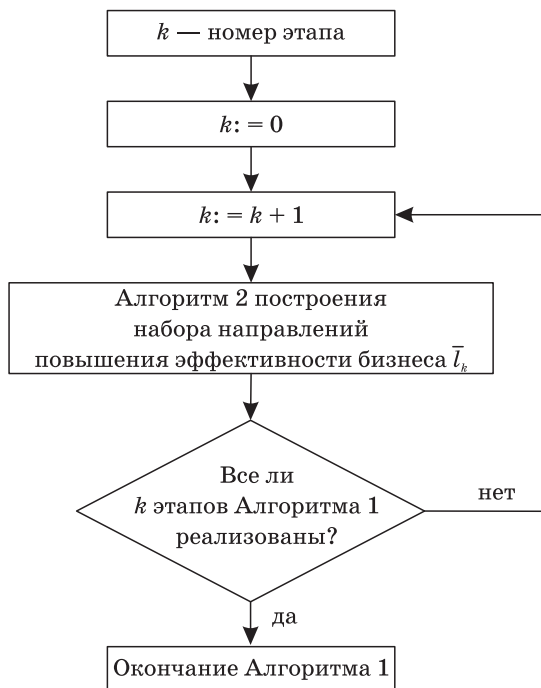 k — номер этапа
k: = 0
k: = k + 1
Алгоритм 2 построения
набора направлений
повышения эффективности бизнеса l̅ₖ
Все ли
k этапов Алгоритма 1
реализованы?
нет
да
Окончание Алгоритма 1